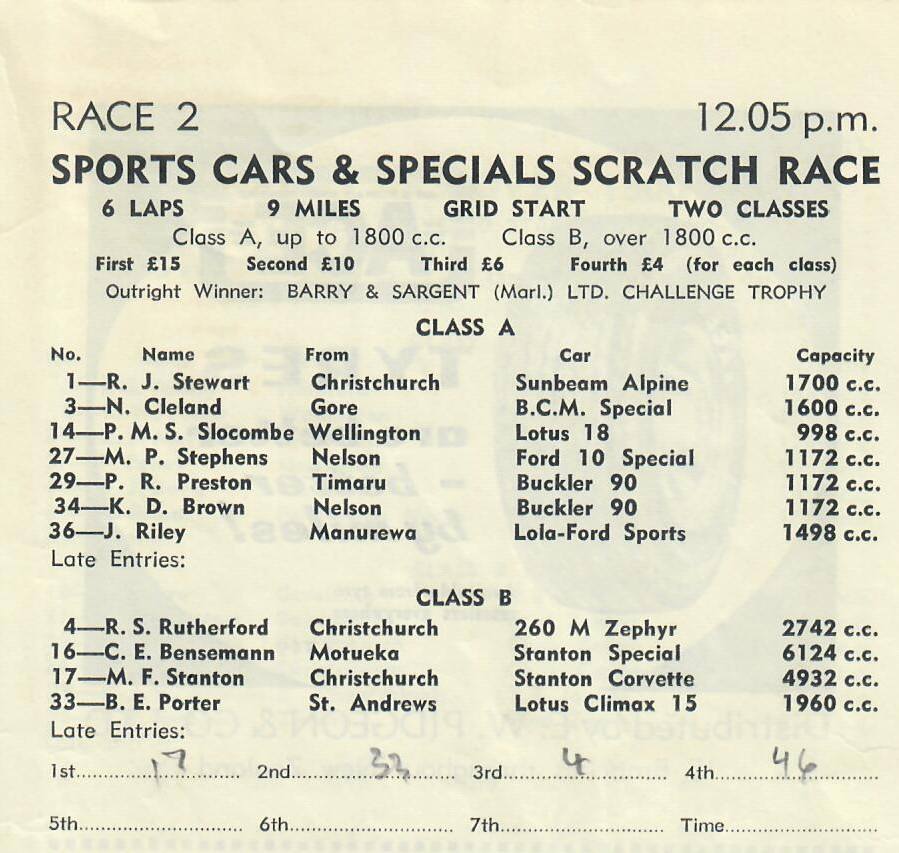 RACE 2 12.05 p.m.
SPORTS CARS & SPECIALS SCRATCH RACE
6 LAPS 9 MILES GRID START TWO CLASSES
Class A, up to 1800 c.c. Class B, over 1800 c.c.
First £15 Second £10 Third £6 Fourth £4 (for each class)
Outright Winner: BARRY & SARGENT (Marl.) LTD. CHALLENGE TROPHY
CLASS A
No. Name From Car Capacity
1—R. J. Stewart Christchurch Sunbeam Alpine 1700 c.c.
3—N. Cleland Gore B.C.M. Special 1600 c.c.
14—P. M. S. Slocombe Wellington Lotus 18 998 c.c.
27—M. P. Stephens Nelson Ford 10 Special 1172 c.c.
29—P. R. Preston Timaru Buckler 90 1172 c.c.
34—K. D. Brown Nelson Buckler 90 1172 c.c.
36—J. Riley Manurewa Lola-Ford Sports 1498 c.c.
Late Entries:
CLASS B
4—R. S. Rutherford Christchurch 260 M Zephyr 2742 c.c.
16—C. E. Bensemann Motueka Stanton Special 6124 c.c.
17—M. F. Stanton Christchurch Stanton Corvette 4932 c.c.
33—B. E. Porter St. Andrews Lotus Climax 15 1960 c.c.
Late Entries:
1st 17 2nd 33 3rd 4 4th 46
5th 6th 7th Time